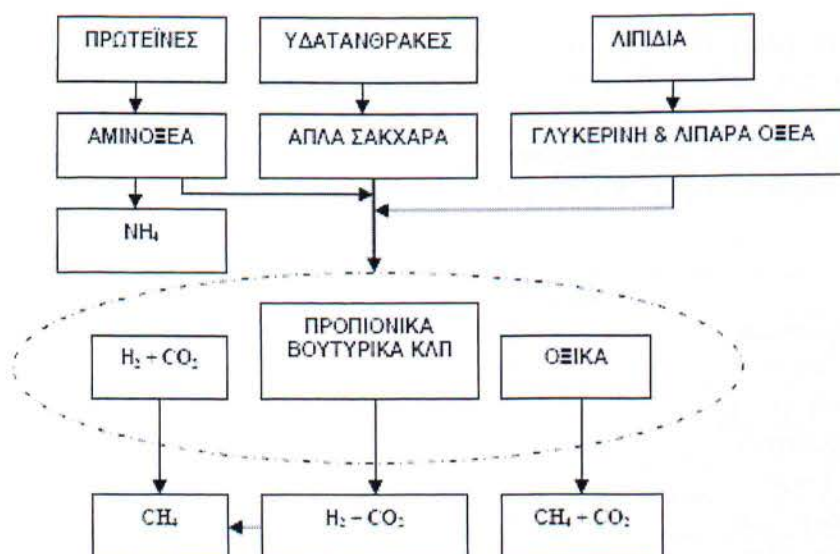 ΠΡΩΤΕΪΝΕΣ
ΥΔΑΤΑΝΘΡΑΚΕΣ
ΛΙΠΙΔΙΑ
ΑΜΙΝΟΞΕΑ
ΑΠΛΑ ΣΑΚΧΑΡΑ
ΓΛΥΚΕΡΙΝΗ & ΛΙΠΑΡΑ ΟΞΕΑ
NH₄
H₂ + CO₂
ΠΡΟΠΙΟΝΙΚΑ
ΒΟΥΤΥΡΙΚΑ ΚΛΠ
ΟΞΙΚΑ
CH₄
H₂ – CO₂
CH₄ + CO₂